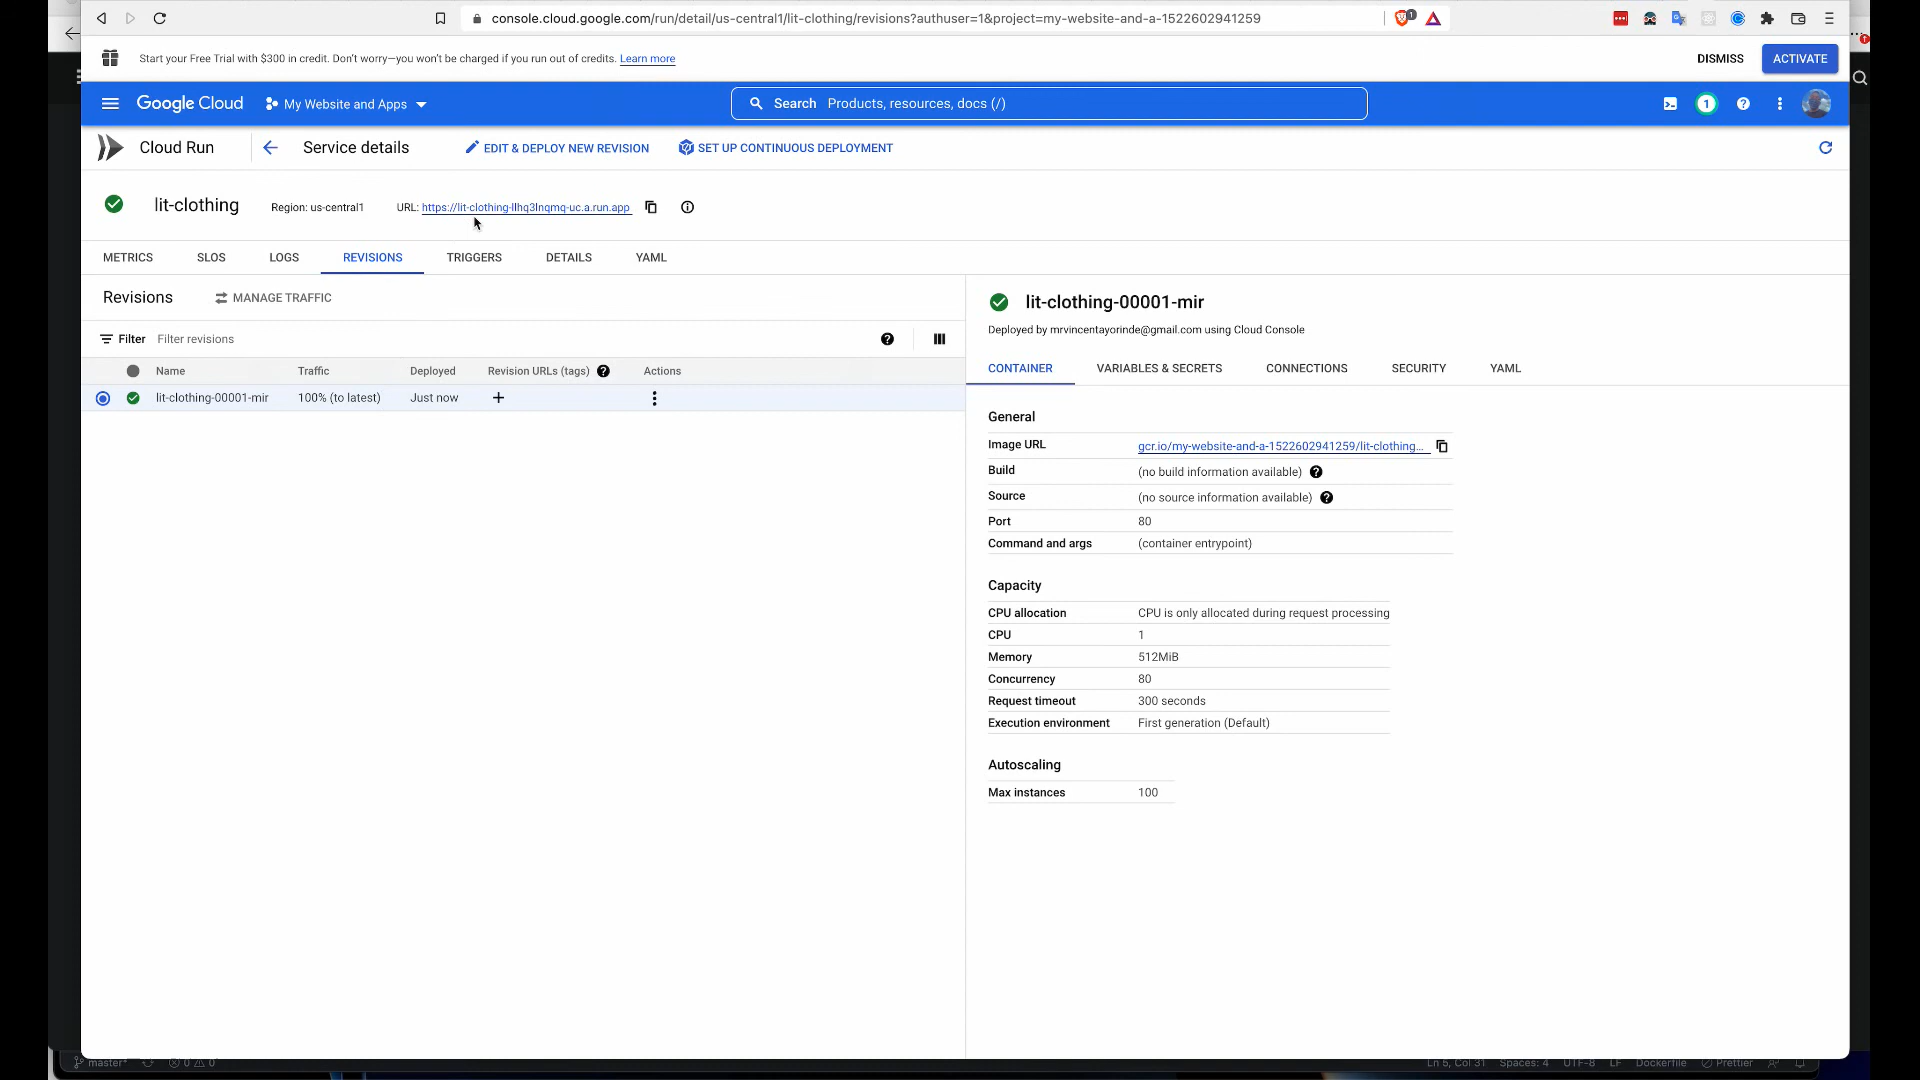 console.cloud.google.com/run/detail/us-central1/lit-clothing/revisions?authuser=1&project=my-website-and-a-1522602941259
1
Start your Free Trial with $300 in credit. Don't worry—you won't be charged if you run out of credits. Learn more
DISMISS
ACTIVATE
Google Cloud
My Website and Apps
Search Products, resources, docs (/)
1
Cloud Run
Service details
EDIT & DEPLOY NEW REVISION
SET UP CONTINUOUS DEPLOYMENT
lit-clothing
Region: us-central1
URL: https://lit-clothing-llhq3lnqmq-uc.a.run.app
METRICS
SLOS
LOGS
REVISIONS
TRIGGERS
DETAILS
YAML
Revisions
MANAGE TRAFFIC
Filter Filter revisions
Name Traffic Deployed Revision URLs (tags) Actions
lit-clothing-00001-mir 100% (to latest) Just now
lit-clothing-00001-mir
Deployed by mrvincentayorinde@gmail.com using Cloud Console
CONTAINER
VARIABLES & SECRETS
CONNECTIONS
SECURITY
YAML
General
Image URL gcr.io/my-website-and-a-1522602941259/lit-clothing...
Build (no build information available)
Source (no source information available)
Port 80
Command and args (container entrypoint)
Capacity
CPU allocation CPU is only allocated during request processing
CPU 1
Memory 512MiB
Concurrency 80
Request timeout 300 seconds
Execution environment First generation (Default)
Autoscaling
Max instances 100
master* 0 0 Ln 5, Col 31 Spaces: 4 UTF-8 LF Dockerfile Prettier